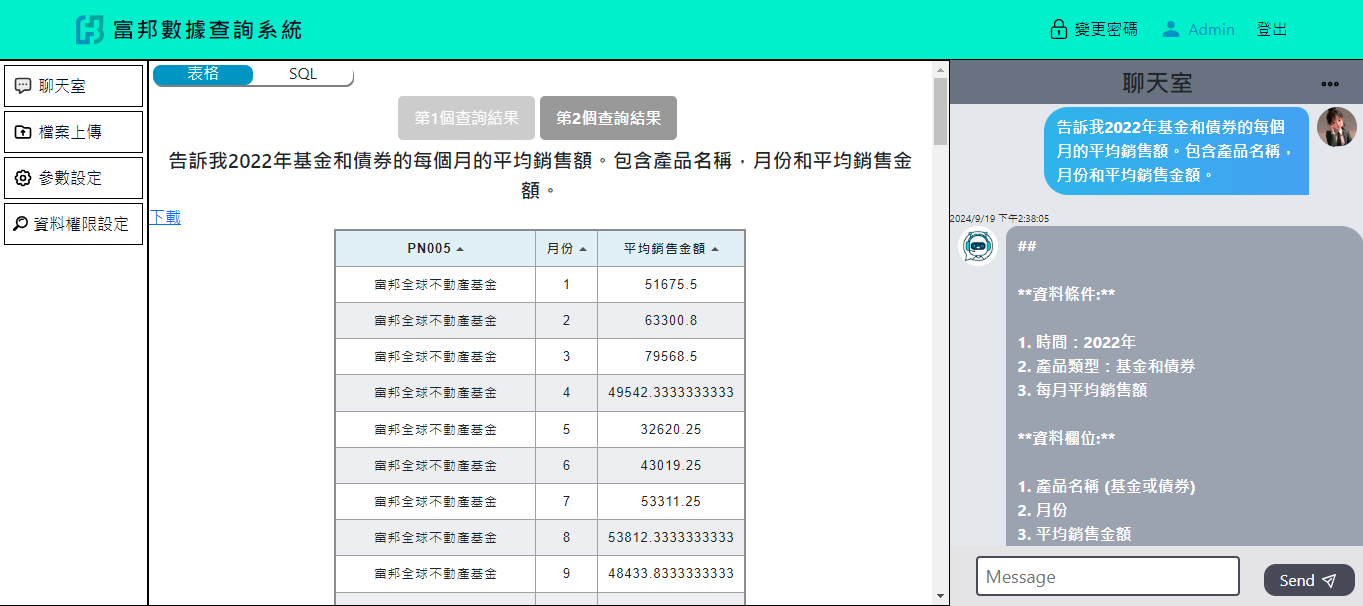 富邦數據查詢系統
變更密碼
Admin
登出
聊天室
檔案上傳
參數設定
資料權限設定
表格
SQL
第1個查詢結果
第2個查詢結果
告訴我2022年基金和債券的每個月的平均銷售額。包含產品名稱，月份和平均銷售金
額。
下載
PN005 月份 平均銷售金額
富邦全球不動產基金 1 51675.5
富邦全球不動產基金 2 63300.8
富邦全球不動產基金 3 79568.5
富邦全球不動產基金 4 49542.3333333333
富邦全球不動產基金 5 32620.25
富邦全球不動產基金 6 43019.25
富邦全球不動產基金 7 53311.25
富邦全球不動產基金 8 53812.3333333333
富邦全球不動產基金 9 48433.8333333333
聊天室
告訴我2022年基金和債券的每個
月的平均銷售額。包含產品名稱，
月份和平均銷售金額。
2024/9/19 下午2:38:05
##
**資料條件:**
1. 時間：2022年
2. 產品類型：基金和債券
3. 每月平均銷售額
**資料欄位:**
1. 產品名稱 (基金或債券)
2. 月份
3. 平均銷售金額
Message
Send